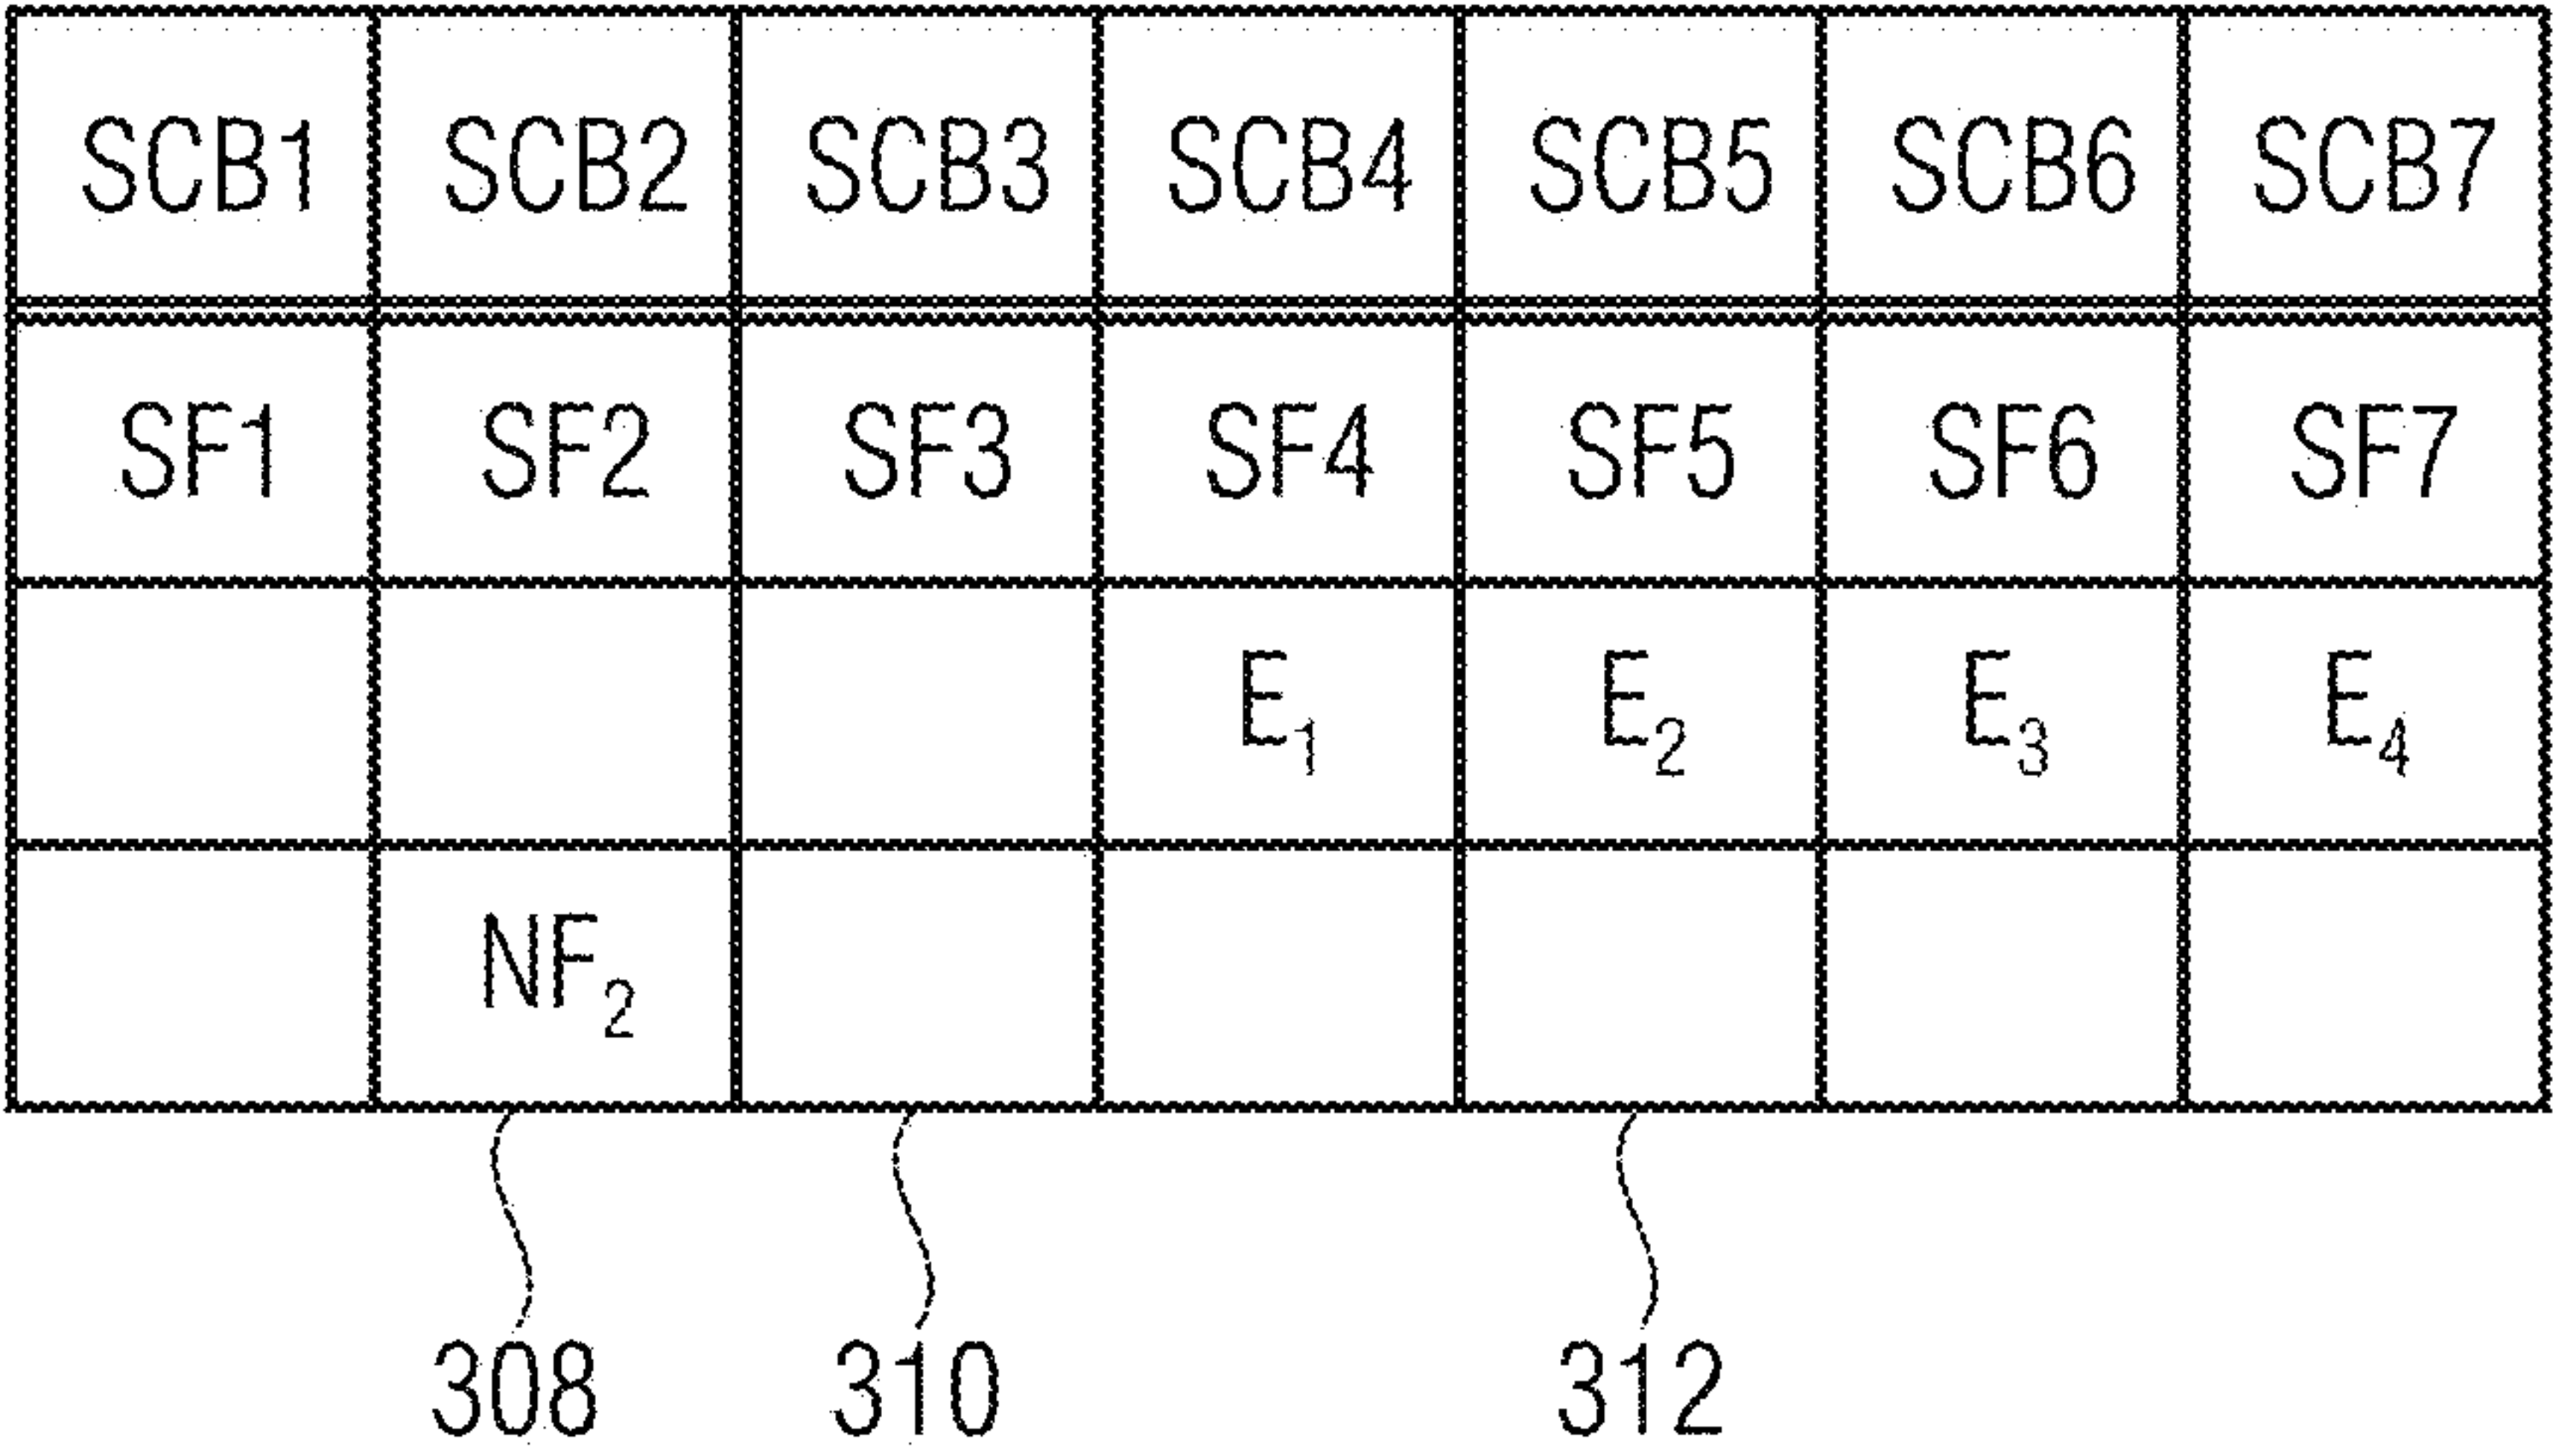 SCB1 SCB2 SCB3 SCB4 SCB5 SCB6 SCB7
SF1 SF2 SF3 SF4 SF5 SF6 SF7
E₁ E₂ E₃ E₄
NF₂
308 310 312